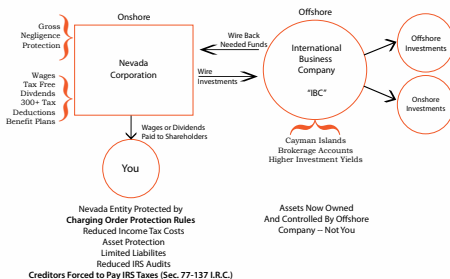 Onshore
Offshore
Gross
Negligence
Protection
Wages
Tax Free
Dividends
300+ Tax
Deductions
Benefit Plans
Nevada
Corporation
Wire Back
Needed Funds
Wire
Investments
International
Business
Company
"IBC"
Offshore
Investments
Onshore
Investments
Wages or Dividends
Paid to Shareholders
You
Cayman Islands
Brokerage Accounts
Higher Investment Yields
Nevada Entity Protected by
Charging Order Protection Rules
Reduced Income Tax Costs
Asset Protection
Limited Liabilites
Reduced IRS Audits
Creditors Forced to Pay IRS Taxes (Sec. 77-137 I.R.C.)
Assets Now Owned
And Controlled By Offshore
Company -- Not You